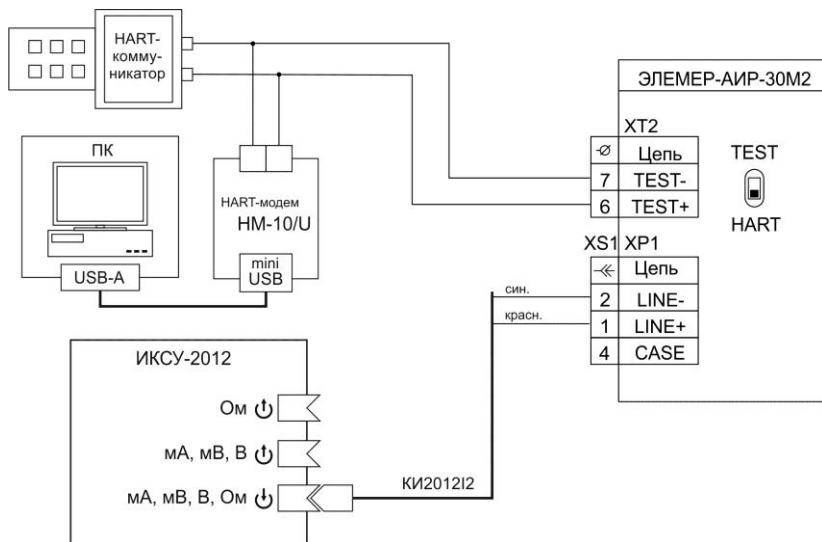 HART-
комму-
никатор
ПК
USB-A
HART-модем
HM-10/U
mini
USB
ЭЛЕМЕР-АИР-30М2
XT2
Цепь
7 TEST-
6 TEST+
TEST
HART
XS1 XP1
Цепь
2 LINE-
1 LINE+
4 CASE
син.
красн.
ИКСУ-2012
Ом
мА, мВ, В
мА, мВ, В, Ом
КИ2012I2